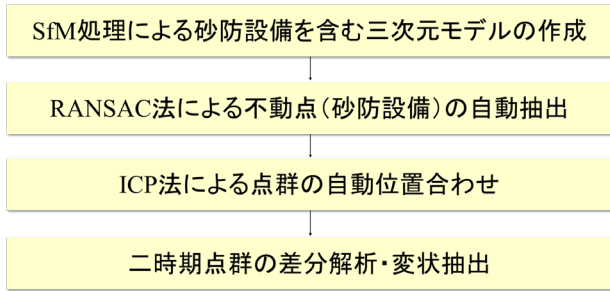 SfM処理による砂防設備を含む三次元モデルの作成
RANSAC法による不動点（砂防設備）の自動抽出
ICP法による点群の自動位置合わせ
二時期点群の差分解析・変状抽出